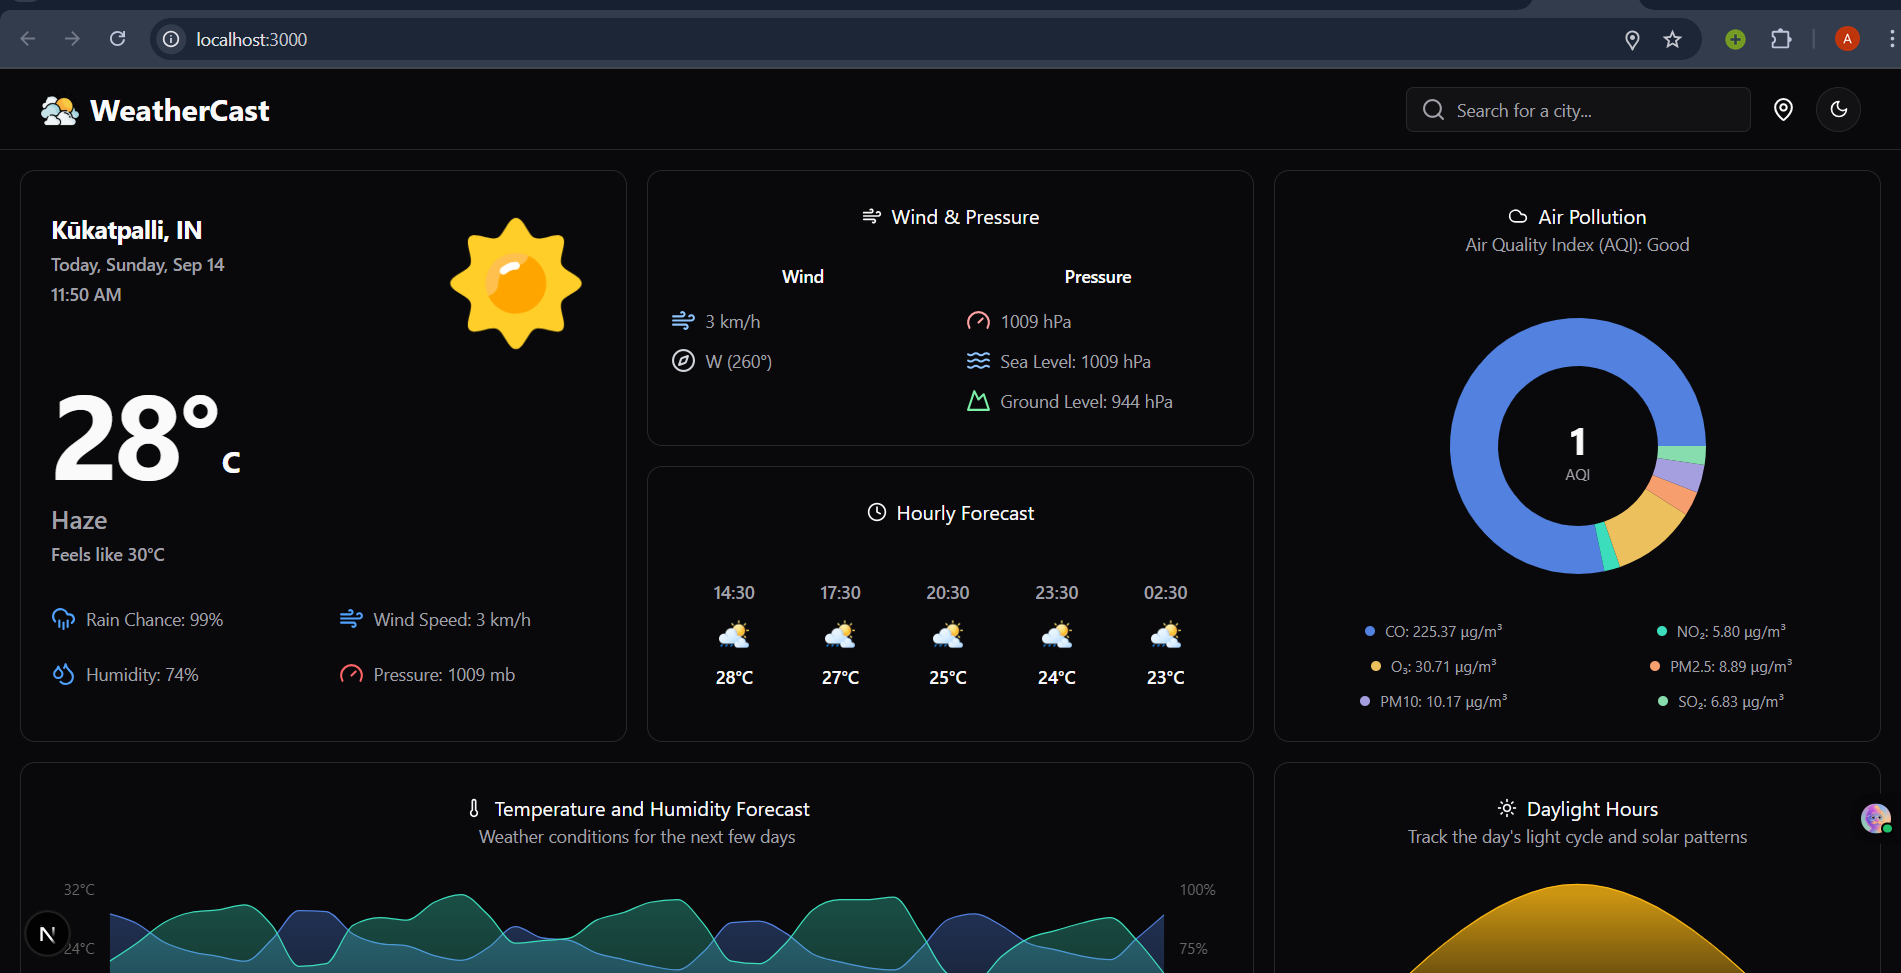 localhost:3000
A
WeatherCast
Search for a city...
Kūkatpalli, IN
Today, Sunday, Sep 14
11:50 AM
28° c
Haze
Feels like 30°C
Rain Chance: 99%
Wind Speed: 3 km/h
Humidity: 74%
Pressure: 1009 mb
Wind & Pressure
Wind
3 km/h
W (260°)
Pressure
1009 hPa
Sea Level: 1009 hPa
Ground Level: 944 hPa
Hourly Forecast
14:30 17:30 20:30 23:30 02:30
28°C 27°C 25°C 24°C 23°C
Air Pollution
Air Quality Index (AQI): Good
1
AQI
CO: 225.37 μg/m³
NO₂: 5.80 μg/m³
O₃: 30.71 μg/m³
PM2.5: 8.89 μg/m³
PM10: 10.17 μg/m³
SO₂: 6.83 μg/m³
Temperature and Humidity Forecast
Weather conditions for the next few days
32°C
100%
N
24°C
75%
Daylight Hours
Track the day's light cycle and solar patterns